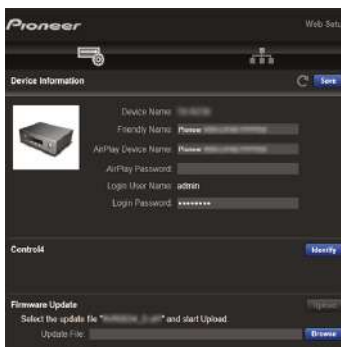 Pioneer
Web Setu
Device Information
Save
Device Name:
Friendly Name: Pioneer
AirPlay Device Name: Pioneer
AirPlay Password:
Login User Name: admin
Login Password: ••••••••
Control4
Identify
Firmware Update
Upload
Select the update file " " and start Upload.
Update File:
Browse